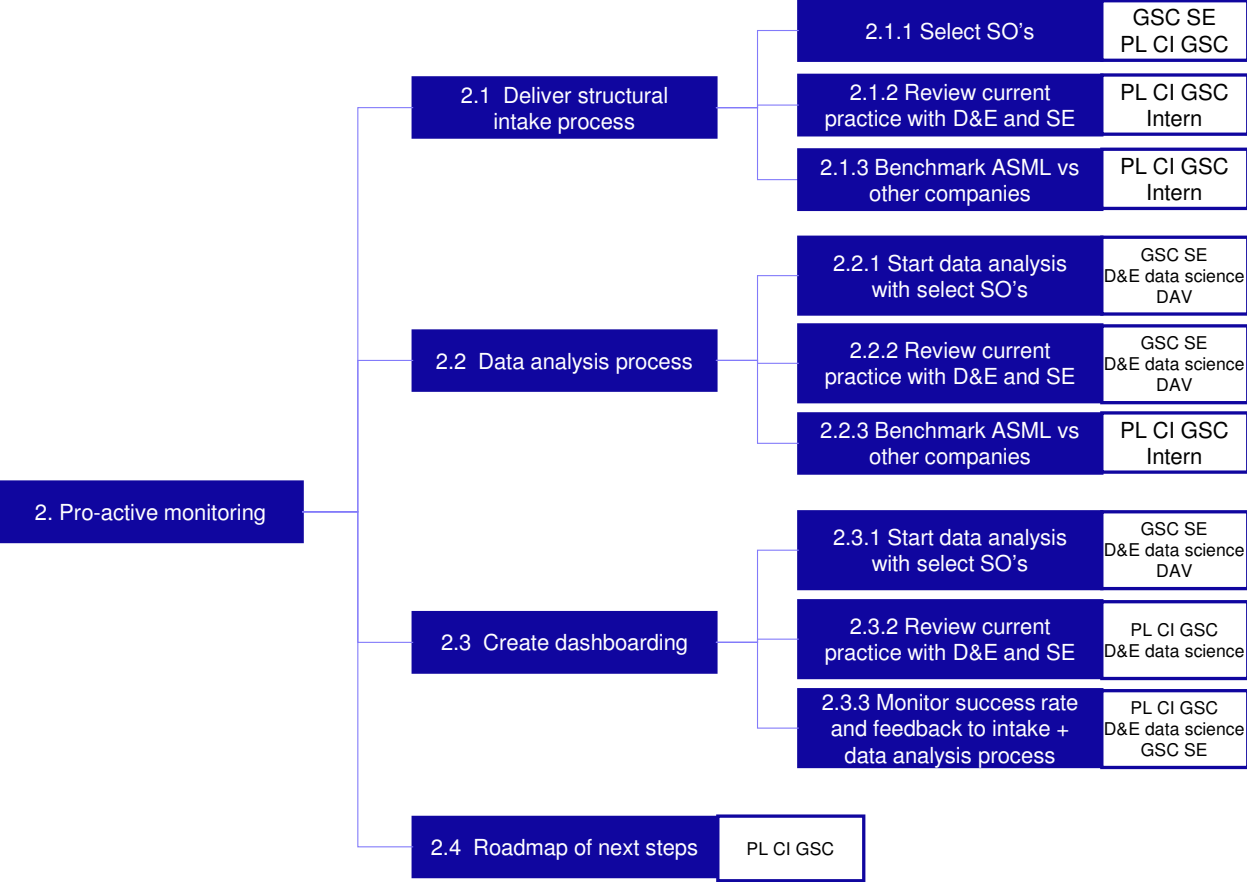 2.1.1 Select SO's
GSC SE
PL CI GSC
2.1 Deliver structural
intake process
2.1.2 Review current
practice with D&E and SE
PL CI GSC
Intern
2.1.3 Benchmark ASML vs
other companies
PL CI GSC
Intern
2.2.1 Start data analysis
with select SO's
GSC SE
D&E data science
DAV
2.2 Data analysis process
2.2.2 Review current
practice with D&E and SE
GSC SE
D&E data science
DAV
2.2.3 Benchmark ASML vs
other companies
PL CI GSC
Intern
2. Pro-active monitoring
2.3.1 Start data analysis
with select SO's
GSC SE
D&E data science
DAV
2.3 Create dashboarding
2.3.2 Review current
practice with D&E and SE
PL CI GSC
D&E data science
2.3.3 Monitor success rate
and feedback to intake +
data analysis process
PL CI GSC
D&E data science
GSC SE
2.4 Roadmap of next steps
PL CI GSC